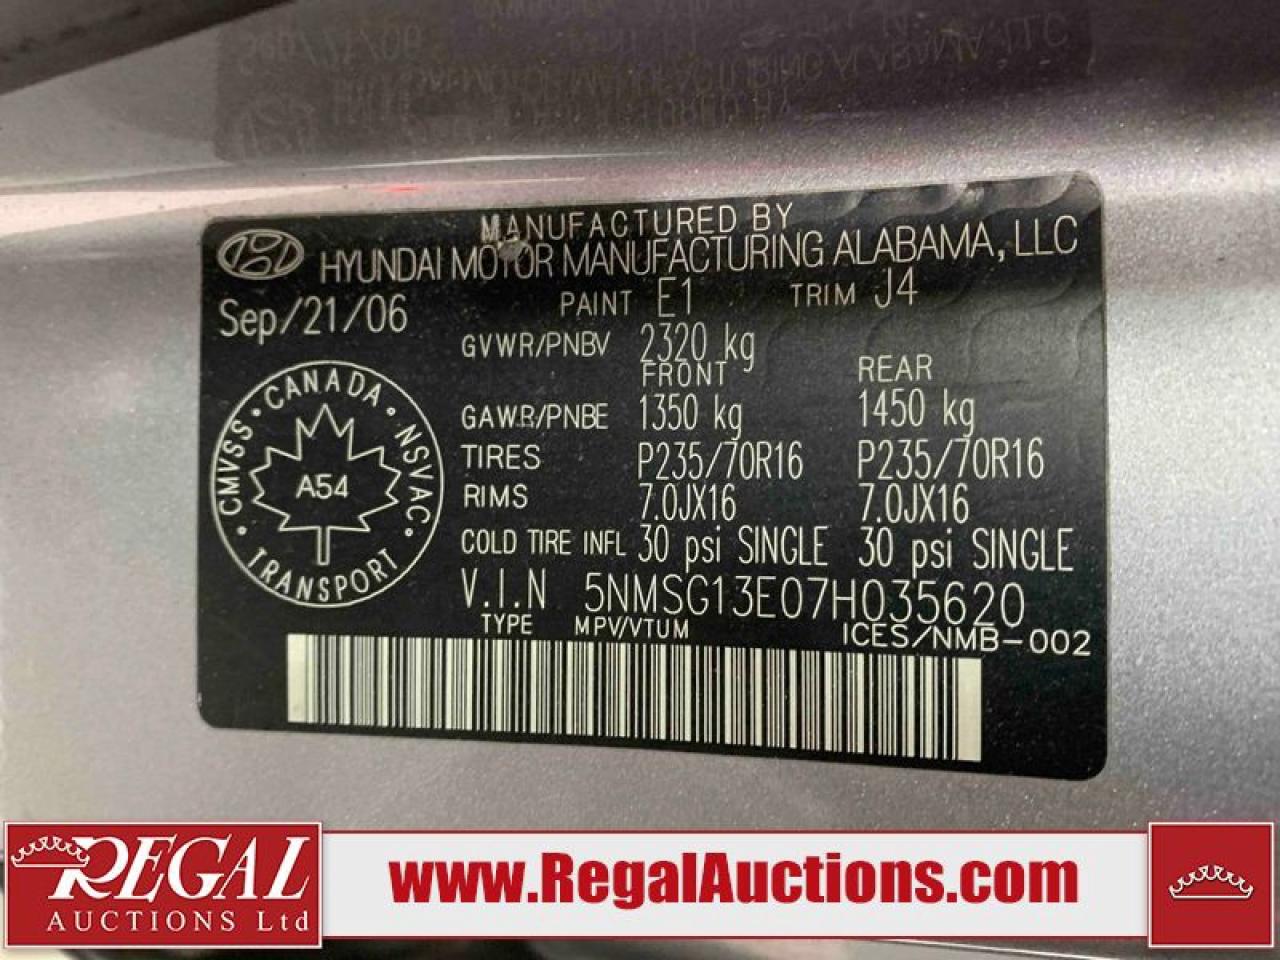 MANUFACTURED BY
HYUNDAI MOTOR MANUFACTURING ALABAMA, LLC
Sep/21/06 PAINT E1 TRIM J4
GVWR/PNBV 2320 kg
FRONT REAR
GAWR/PNBE 1350 kg 1450 kg
TIRES P235/70R16 P235/70R16
RIMS 7.0JX16 7.0JX16
COLD TIRE INFL 30 psi SINGLE 30 psi SINGLE
V.I.N 5NMSG13E07H035620
TYPE MPV/VTUM ICES/NMB-002
CMVSS · CANADA · NSVAC · TRANSPORT ·
A54
REGAL
AUCTIONS Ltd
www.RegalAuctions.com